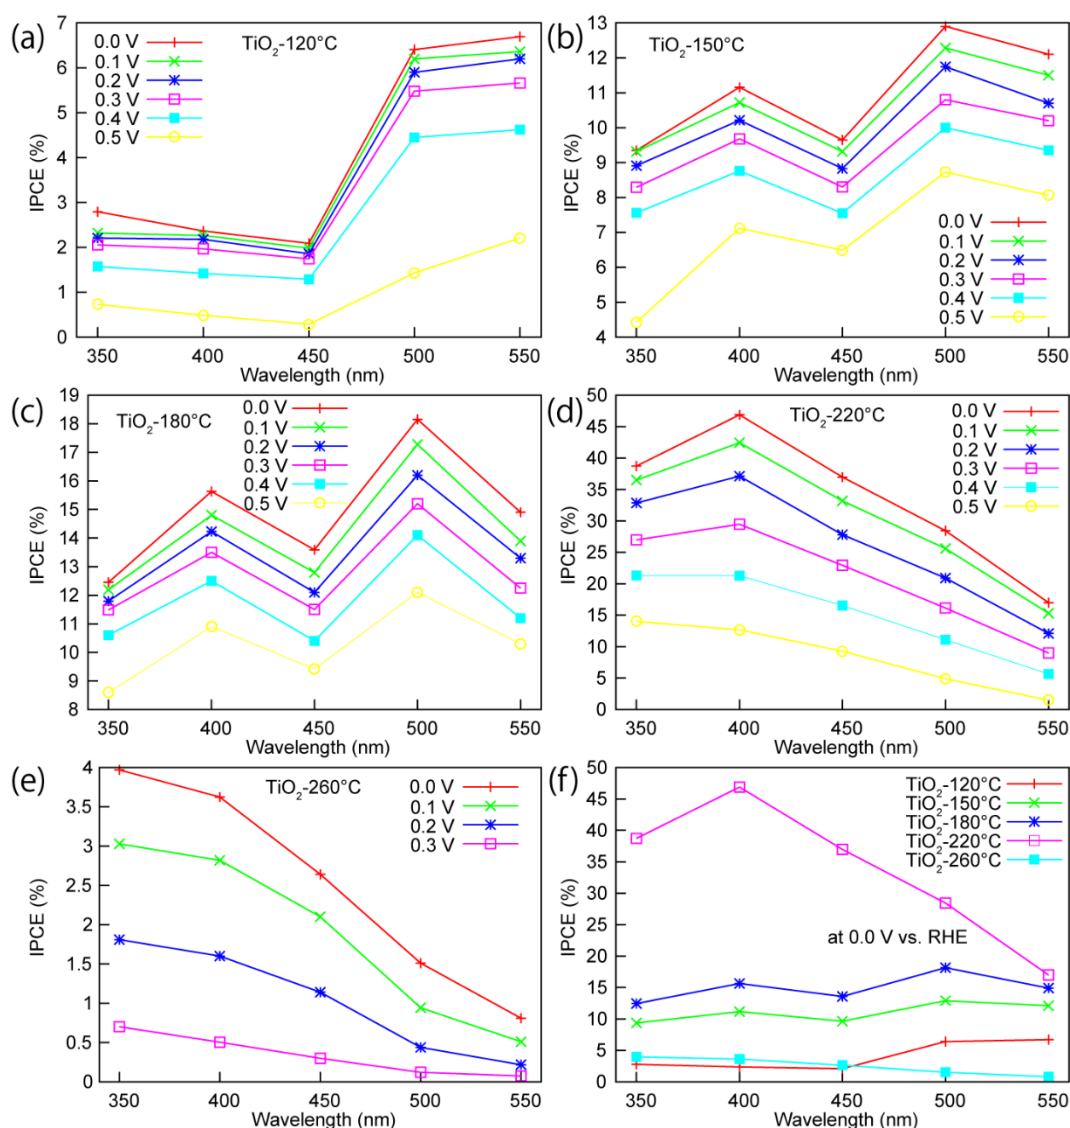 (a)
TiO2-120°C
0.0 V
0.1 V
0.2 V
0.3 V
0.4 V
0.5 V
IPCE (%)
7
6
5
4
3
2
1
0
350 400 450 500 550
Wavelength (nm)
(b)
TiO2-150°C
0.0 V
0.1 V
0.2 V
0.3 V
0.4 V
0.5 V
IPCE (%)
13
12
11
10
9
8
7
6
5
4
350 400 450 500 550
Wavelength (nm)
(c)
TiO2-180°C
0.0 V
0.1 V
0.2 V
0.3 V
0.4 V
0.5 V
IPCE (%)
19
18
17
16
15
14
13
12
11
10
9
8
350 400 450 500 550
Wavelength (nm)
(d)
TiO2-220°C
0.0 V
0.1 V
0.2 V
0.3 V
0.4 V
0.5 V
IPCE (%)
50
45
40
35
30
25
20
15
10
5
0
350 400 450 500 550
Wavelength (nm)
(e)
TiO2-260°C
0.0 V
0.1 V
0.2 V
0.3 V
IPCE (%)
4
3.5
3
2.5
2
1.5
1
0.5
0
350 400 450 500 550
Wavelength (nm)
(f)
TiO2-120°C
TiO2-150°C
TiO2-180°C
TiO2-220°C
TiO2-260°C
at 0.0 V vs. RHE
IPCE (%)
50
45
40
35
30
25
20
15
10
5
0
350 400 450 500 550
Wavelength (nm)